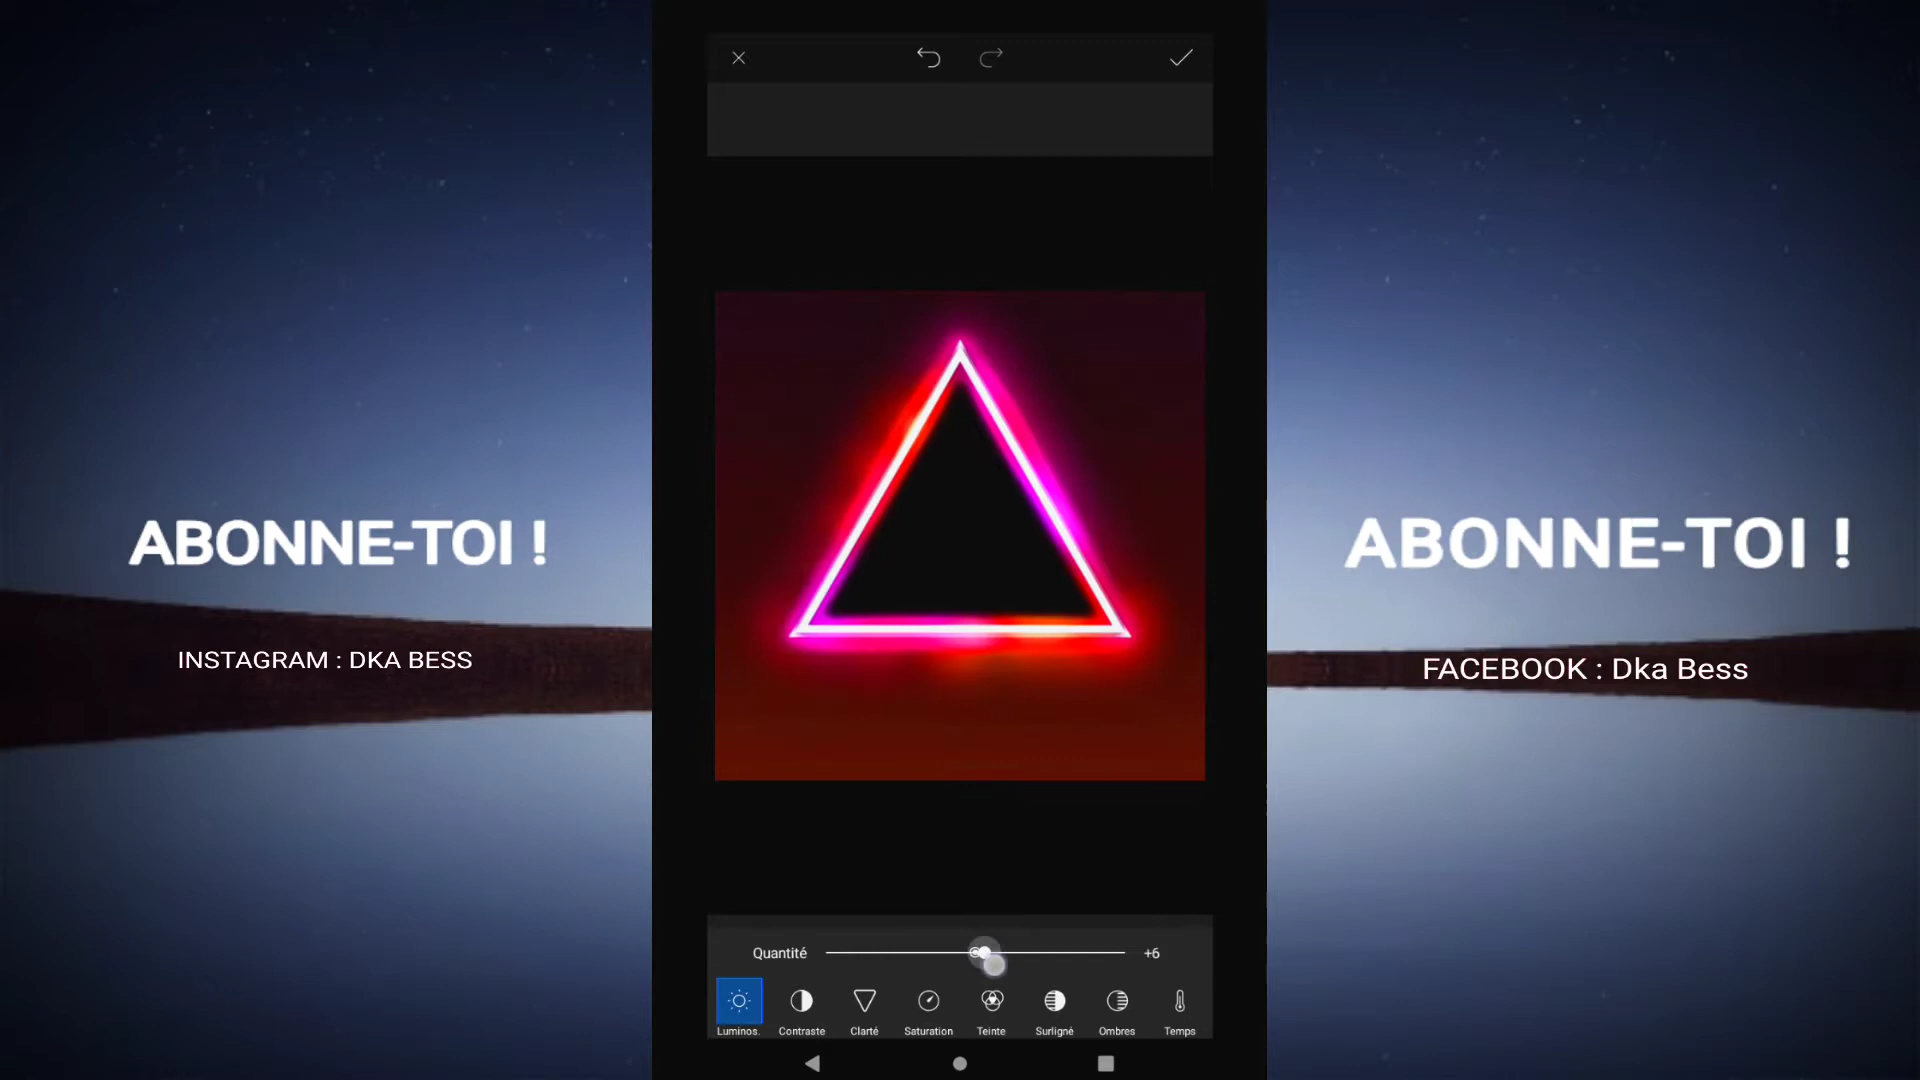 ABONNE-TOI !
INSTAGRAM : DKA BESS
ABONNE-TOI !
FACEBOOK : Dka Bess
Quantité +6
Luminos. Contraste Clarté Saturation Teinte Surligné Ombres Temps